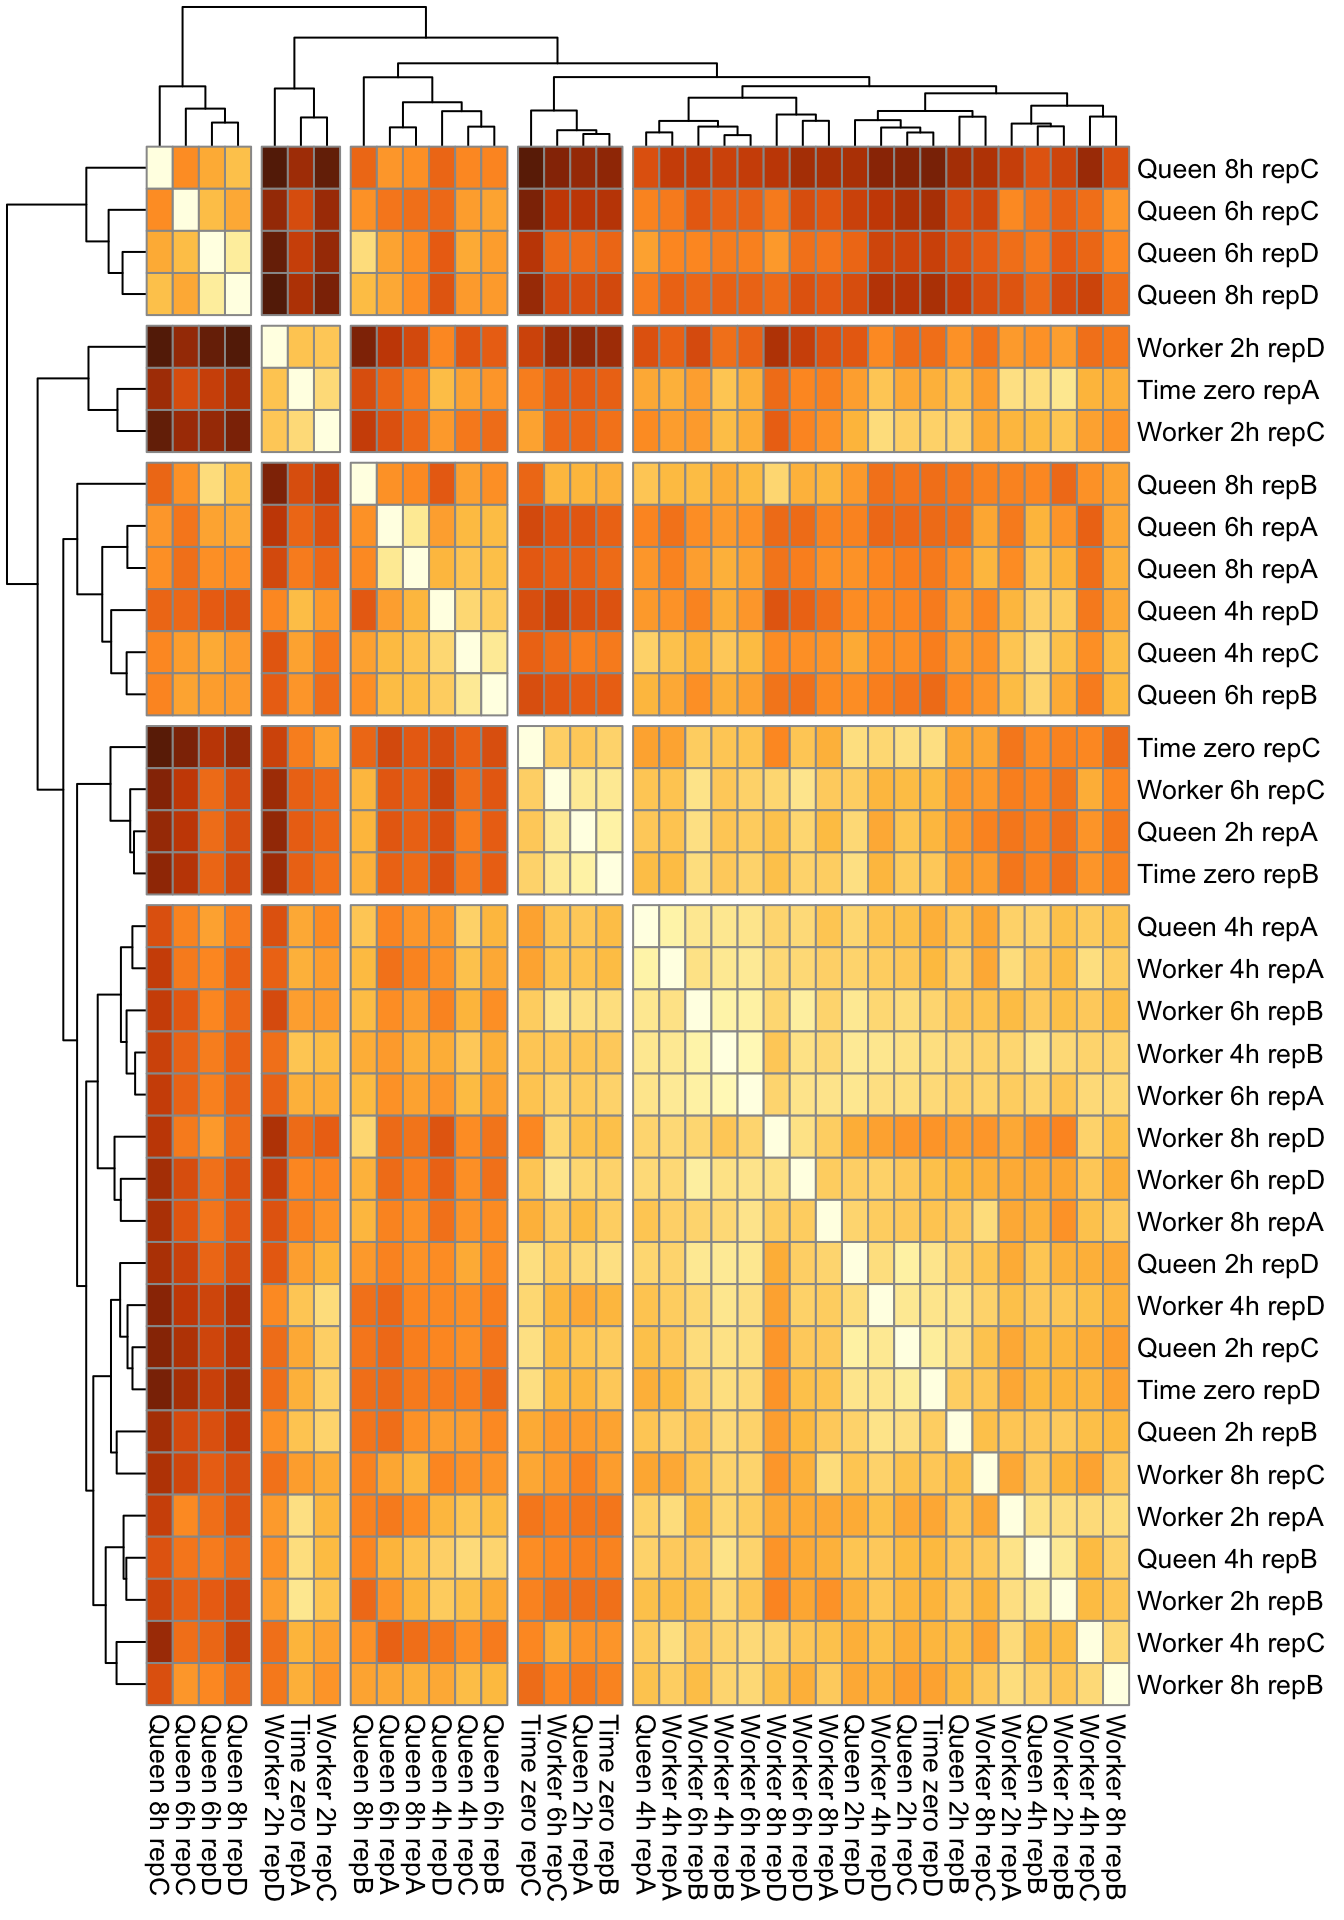 Queen 8h repC
Queen 6h repC
Queen 6h repD
Queen 8h repD
Worker 2h repD
Time zero repA
Worker 2h repC
Queen 8h repB
Queen 6h repA
Queen 8h repA
Queen 4h repD
Queen 4h repC
Queen 6h repB
Time zero repC
Worker 6h repC
Queen 2h repA
Time zero repB
Queen 4h repA
Worker 4h repA
Worker 6h repB
Worker 4h repB
Worker 6h repA
Worker 8h repD
Worker 6h repD
Worker 8h repA
Queen 2h repD
Worker 4h repD
Queen 2h repC
Time zero repD
Queen 2h repB
Worker 8h repC
Worker 2h repA
Queen 4h repB
Worker 2h repB
Worker 4h repC
Worker 8h repB
Queen 8h repC
Queen 6h repC
Queen 6h repD
Queen 8h repD
Worker 2h repD
Time zero repA
Worker 2h repC
Queen 8h repB
Queen 6h repA
Queen 8h repA
Queen 4h repD
Queen 4h repC
Queen 6h repB
Time zero repC
Worker 6h repC
Queen 2h repA
Time zero repB
Queen 4h repA
Worker 4h repA
Worker 6h repB
Worker 4h repB
Worker 6h repA
Worker 8h repD
Worker 6h repD
Worker 8h repA
Queen 2h repD
Worker 4h repD
Queen 2h repC
Time zero repD
Queen 2h repB
Worker 8h repC
Worker 2h repA
Queen 4h repB
Worker 2h repB
Worker 4h repC
Worker 8h repB